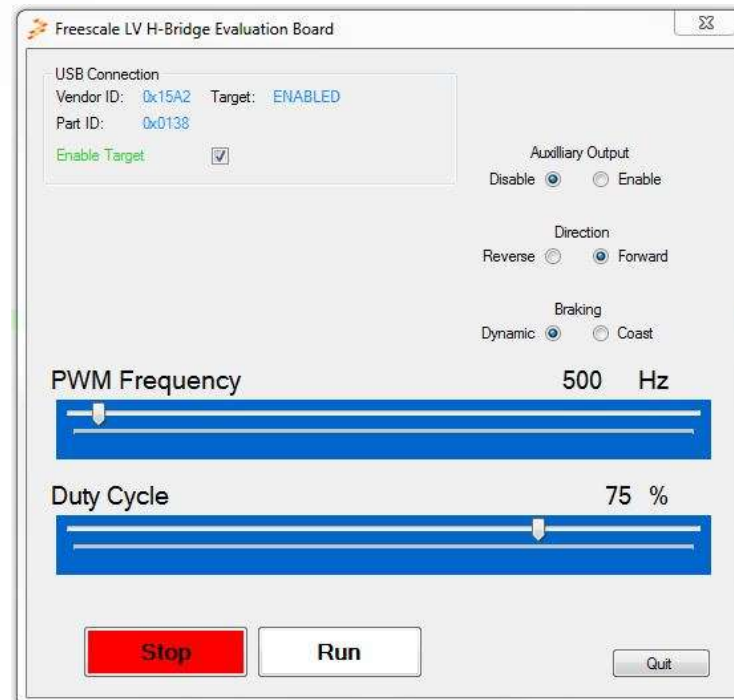 Freescale LV H-Bridge Evaluation Board
USB Connection
Vendor ID: 0x15A2 Target: ENABLED
Part ID: 0x0138
Enable Target
Auxilliary Output
Disable Enable
Direction
Reverse Forward
Braking
Dynamic Coast
PWM Frequency 500 Hz
Duty Cycle 75 %
Stop Run
Quit